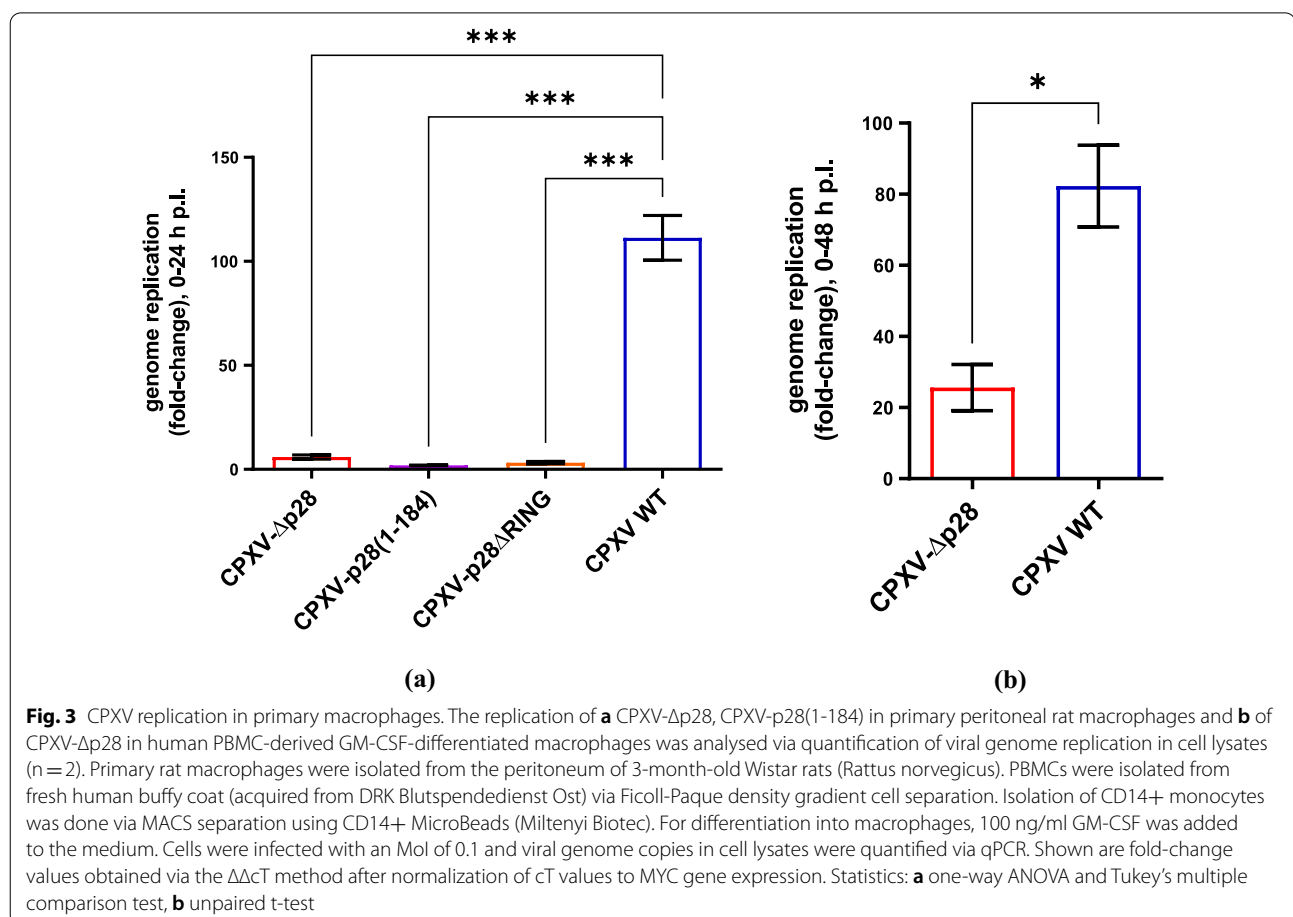 ***
***
***
150
100
50
0
genome replication
(fold-change), 0-24 h p.I.
CPXV-Δp28
CPXV-p28(1-184)
CPXV-p28ΔRING
CPXV WT
(a)
*
100
80
60
40
20
0
genome replication
(fold-change), 0-48 h p.I.
CPXV-Δp28
CPXV WT
(b)
Fig. 3 CPXV replication in primary macrophages. The replication of a CPXV-Δp28, CPXV-p28(1-184) in primary peritoneal rat macrophages and b of
CPXV-Δp28 in human PBMC-derived GM-CSF-differentiated macrophages was analysed via quantification of viral genome replication in cell lysates
(n = 2). Primary rat macrophages were isolated from the peritoneum of 3-month-old Wistar rats (Rattus norvegicus). PBMCs were isolated from
fresh human buffy coat (acquired from DRK Blutspendedienst Ost) via Ficoll-Paque density gradient cell separation. Isolation of CD14+ monocytes
was done via MACS separation using CD14+ MicroBeads (Miltenyi Biotec). For differentiation into macrophages, 100 ng/ml GM-CSF was added
to the medium. Cells were infected with an MoI of 0.1 and viral genome copies in cell lysates were quantified via qPCR. Shown are fold-change
values obtained via the ΔΔcT method after normalization of cT values to MYC gene expression. Statistics: a one-way ANOVA and Tukey's multiple
comparison test, b unpaired t-test